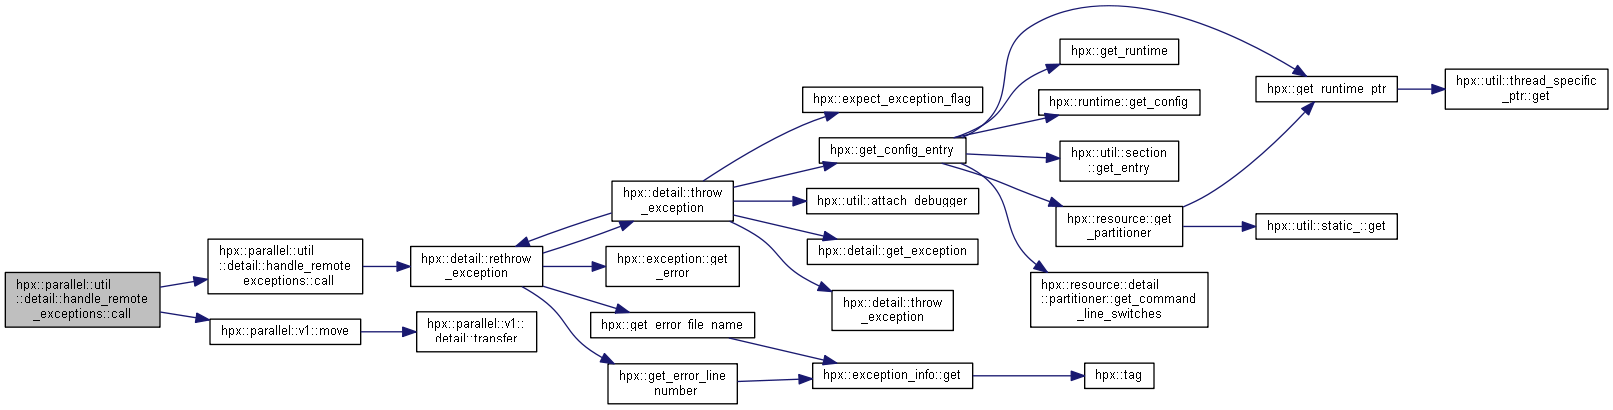 hpx::parallel::util
::detail::handle_remote
_exceptions::call
hpx::parallel::util
::detail::handle_remote
exceptions::call
hpx::parallel::v1::move
hpx::parallel::v1::
detail::transfer
hpx::detail::rethrow
_exception
hpx::detail::throw
_exception
hpx::exception::get
_error
hpx::get_error_file_name
hpx::get_error_line
number
hpx::expect_exception_flag
hpx::get_config_entry
hpx::util::attach_debugger
hpx::detail::get_exception
hpx::detail::throw
_exception
hpx::exception_info::get
hpx::tag
hpx::get_runtime
hpx::runtime::get_config
hpx::util::section
::get_entry
hpx::resource::get
_partitioner
hpx::resource::detail
::partitioner::get_command
_line_switches
hpx::get_runtime_ptr
hpx::util::static_::get
hpx::util::thread_specific
_ptr::get